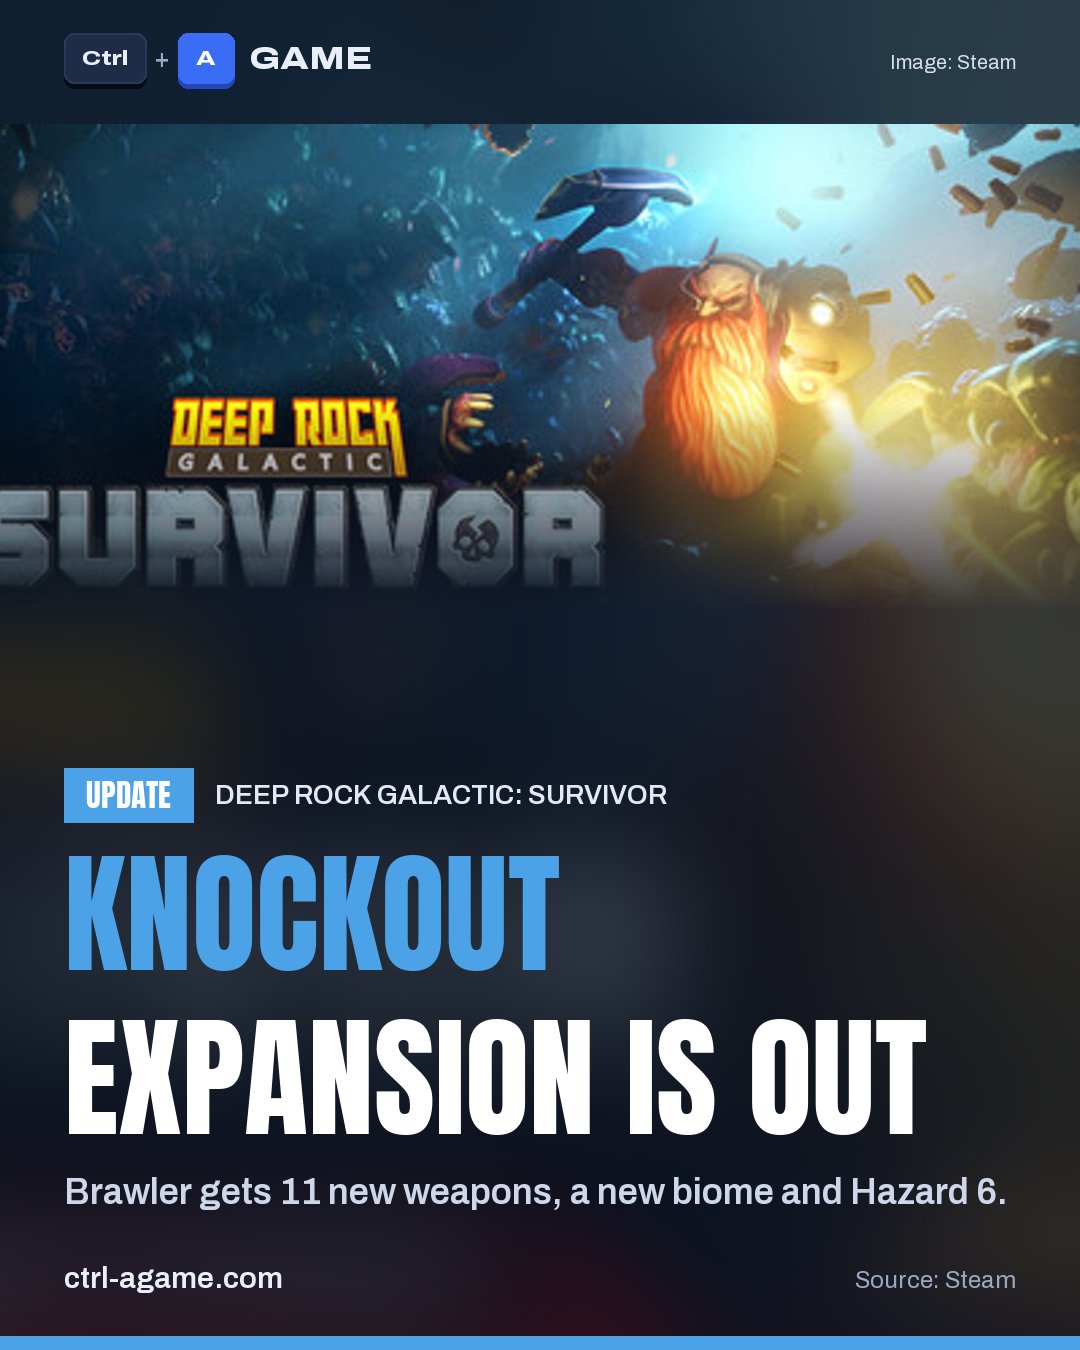 Ctrl + A GAME
Image: Steam
DEEP ROCK
GALACTIC
SURVIVOR
UPDATE DEEP ROCK GALACTIC: SURVIVOR
KNOCKOUT
EXPANSION IS OUT
Brawler gets 11 new weapons, a new biome and Hazard 6.
ctrl-agame.com
Source: Steam